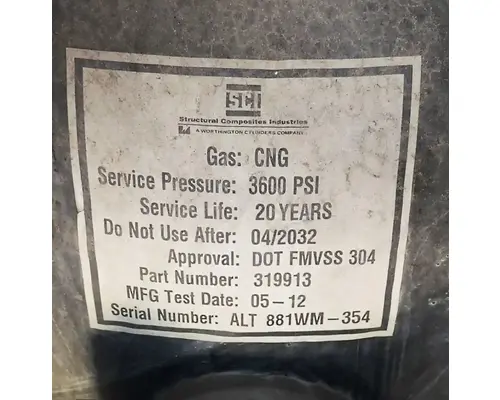 SCI
Structural Composites Industries
A WORTHINGTON CYLINDERS COMPANY
Gas: CNG
Service Pressure: 3600 PSI
Service Life: 20 YEARS
Do Not Use After: 04/2032
Approval: DOT FMVSS 304
Part Number: 319913
MFG Test Date: 05-12
Serial Number: ALT 881WM-354